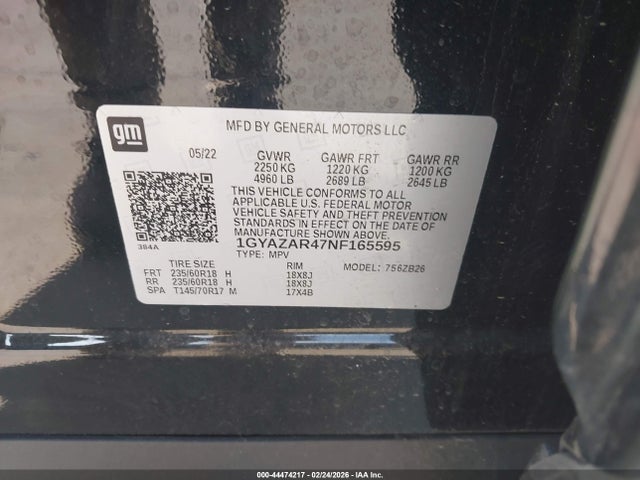 gm
MFD BY GENERAL MOTORS LLC
05/22 GVWR GAWR FRT GAWR RR
2250 KG 1220 KG 1200 KG
4960 LB 2689 LB 2645 LB
THIS VEHICLE CONFORMS TO ALL
APPLICABLE U.S. FEDERAL MOTOR
VEHICLE SAFETY AND THEFT PREVENTION
STANDARDS IN EFFECT ON THE DATE OF
MANUFACTURE SHOWN ABOVE.
384A
1GYAZAR47NF165595
TYPE: MPV
TIRE SIZE RIM MODEL: 756ZB26
FRT 235/60R18 H 18X8J
RR 235/60R18 H 18X8J
SPA T145/70R17 M 17X4B
000-44474217 - 02/24/2026 - IAA Inc.